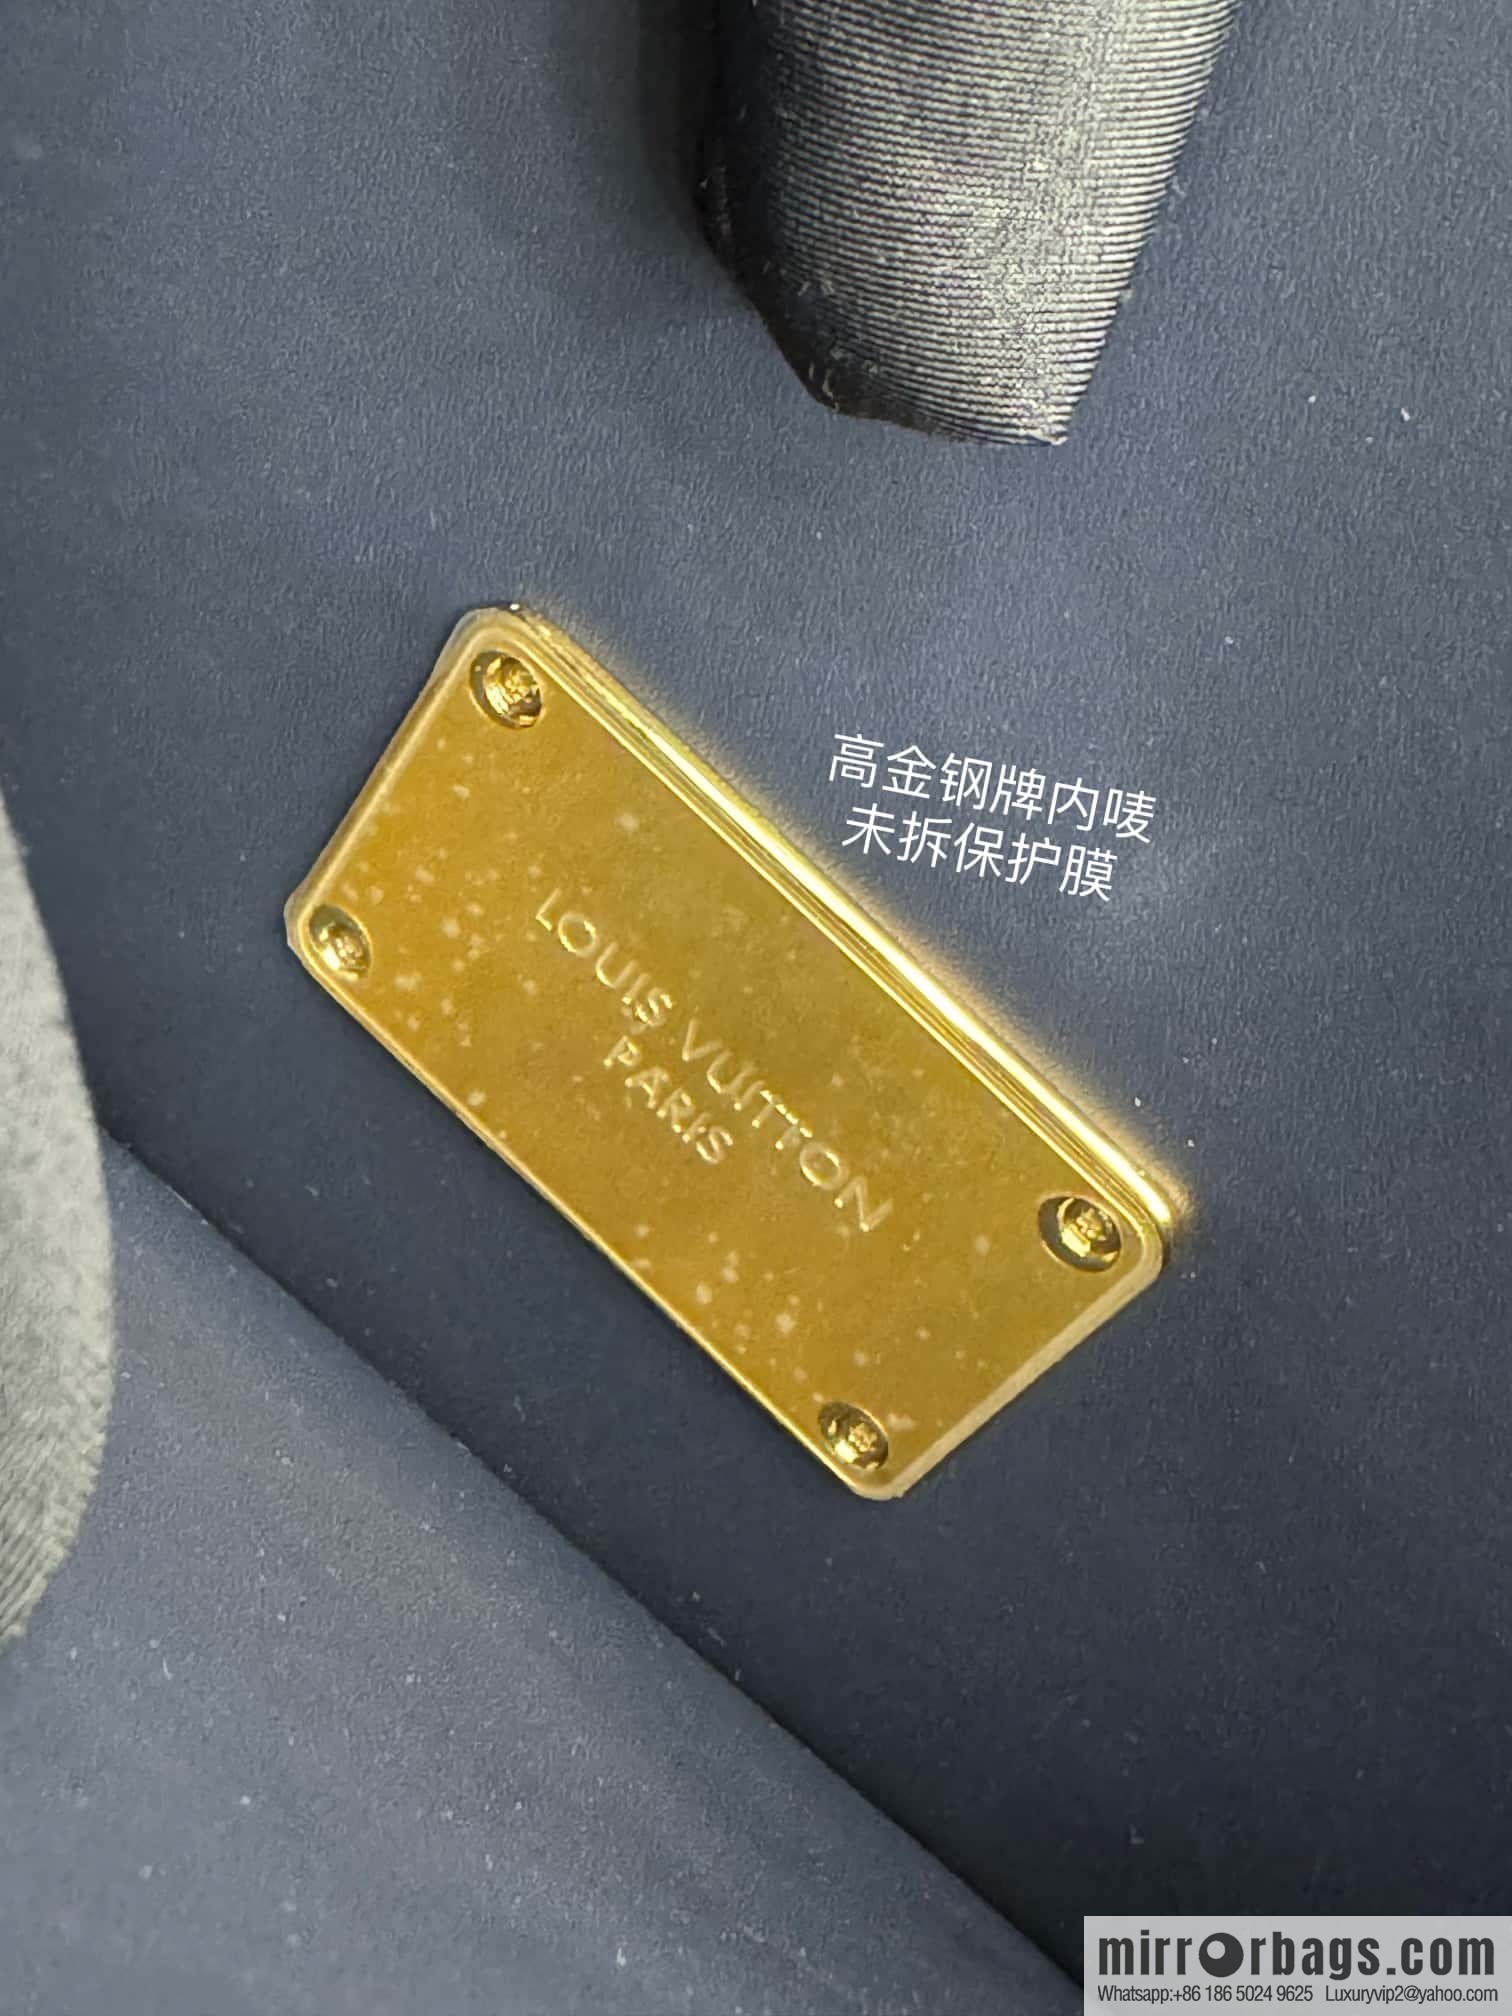 高金钢牌内唛
未拆保护膜
LOUIS VUITTON
PARIS
mirrorbags.com
Whatsapp:+86 186 5024 9625 Luxuryvip2@yahoo.com